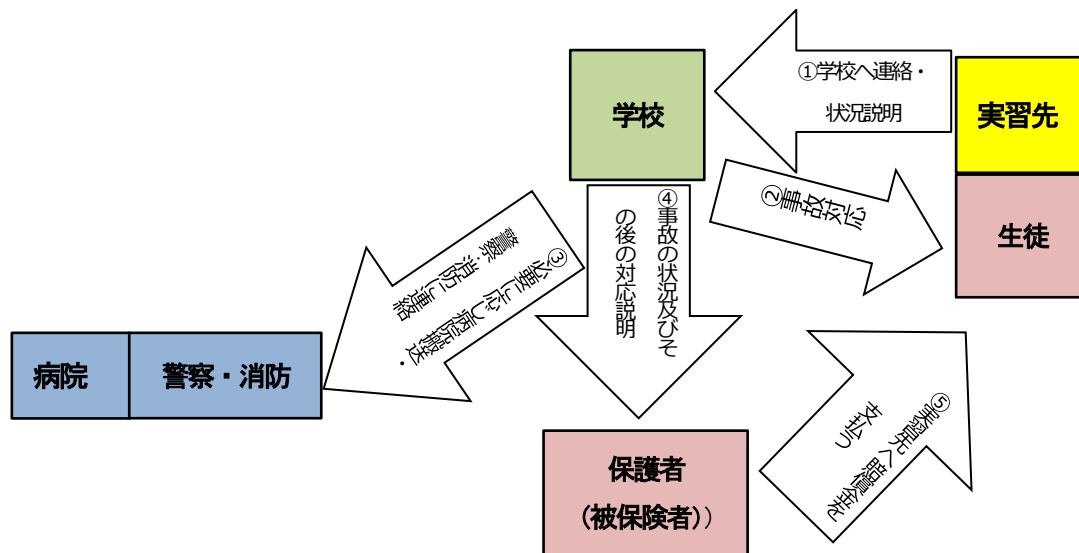 ①学校へ連絡・
状況説明
学校
実習先
②事故対応
生徒
③必要に応じ病院搬送・
警察・消防に連絡
④事故の状況及びそ
の後の対応説明
病院
警察・消防
⑤実習先へ賠償金を
支払う
保護者
（被保険者））